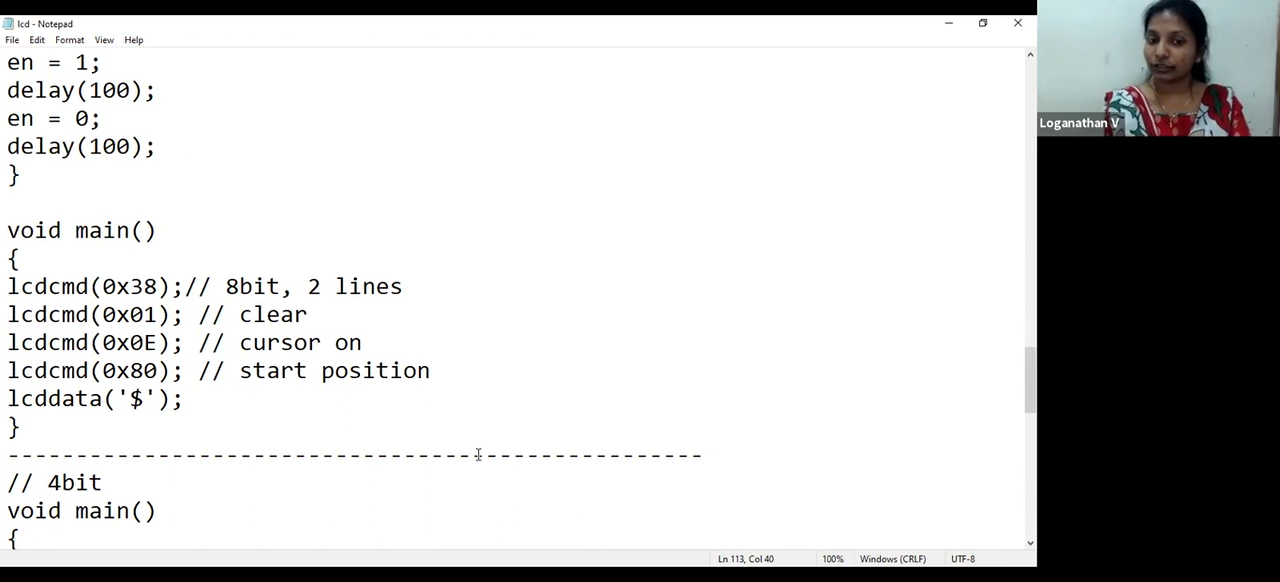 lcd - Notepad
File Edit Format View Help
en = 1;
delay(100);
en = 0;
delay(100);
}
void main()
{
lcdcmd(0x38);// 8bit, 2 lines
lcdcmd(0x01); // clear
lcdcmd(0x0E); // cursor on
lcdcmd(0x80); // start position
lcddata('$');
}
---------------------------------------------------
// 4bit
void main()
{
Ln 113, Col 40 100% Windows (CRLF) UTF-8
Loganathan V